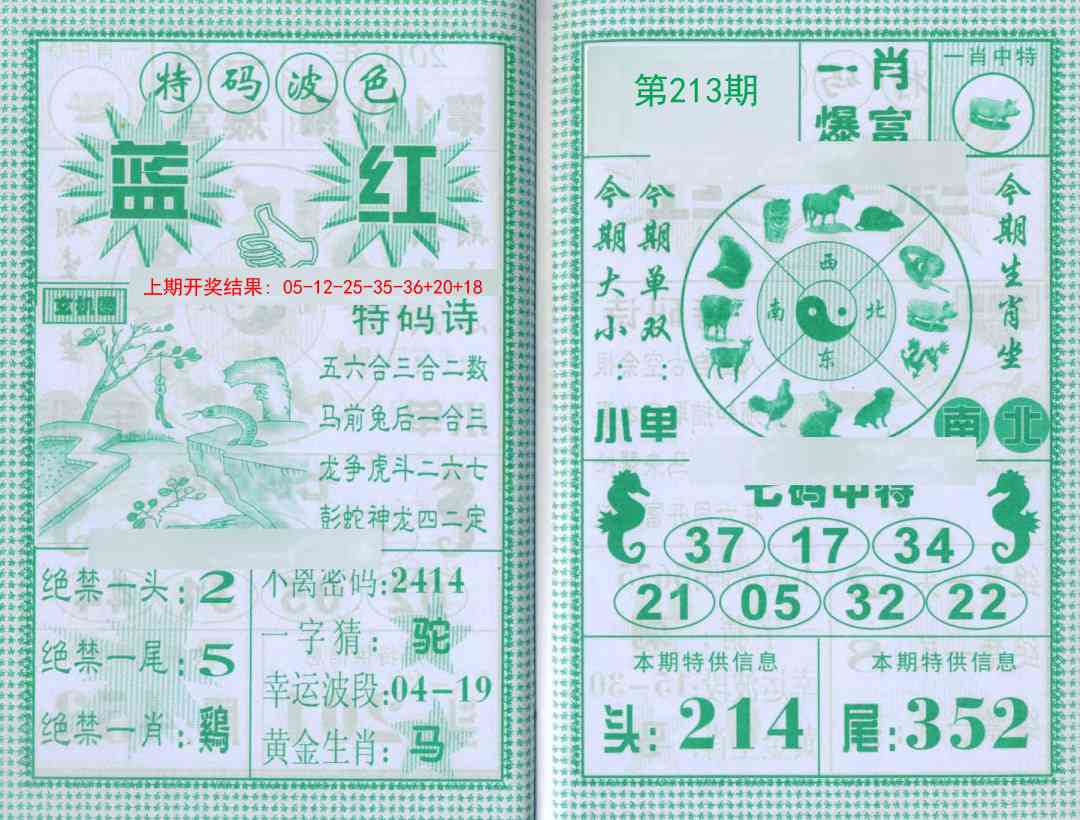 特码波色
蓝 红
上期开奖结果: 05-12-25-35-36+20+18
玄机图
特码诗
五六合三合二数
马前兔后一合三
龙争虎斗二六七
彭蛇神龙四二定
绝禁一头:2
绝禁一尾:5
绝禁一肖:鷄
不离密码:2414
一字猜:驼
幸运波段:04-19
黄金生肖:马
第213期
一肖
爆富
一肖中特
今期大小:
小
今期单双:
单
西
南
北
东
今期生肖坐
南北
七码中特
37 17 34
21 05 32 22
本期特供信息
头:214
本期特供信息
尾:352